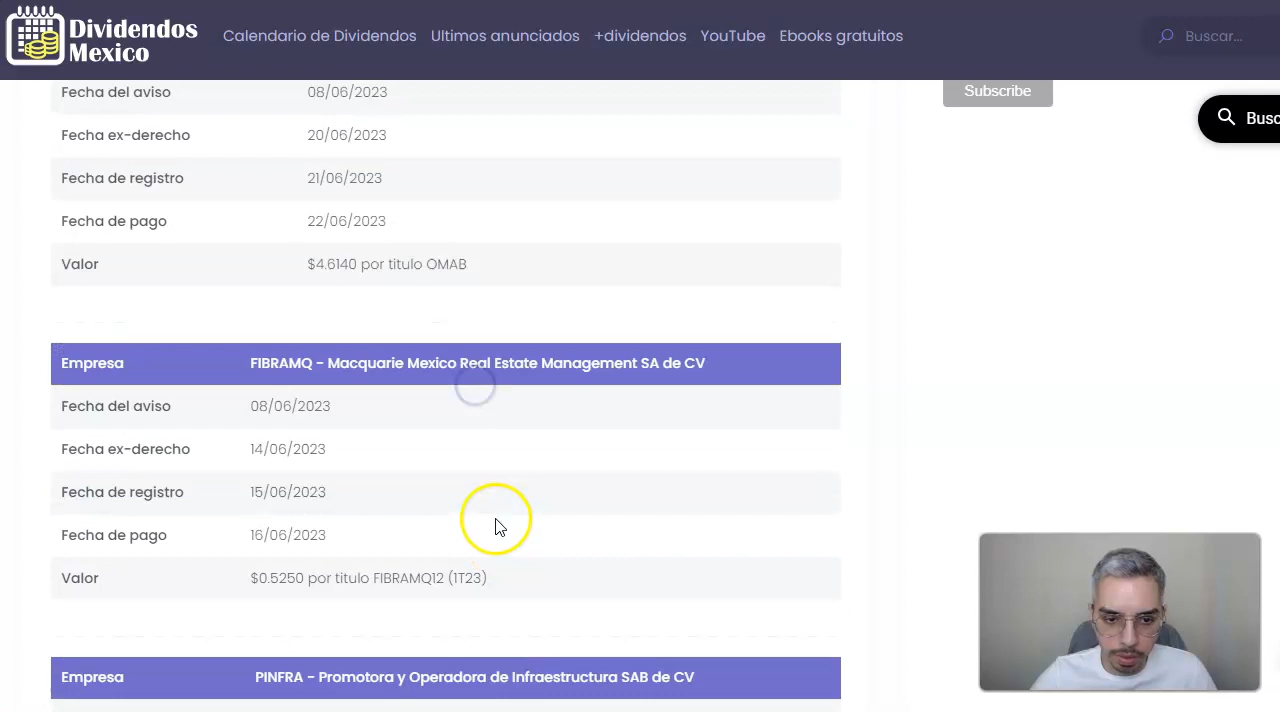 Dividendos
Mexico
Calendario de Dividendos Ultimos anunciados +dividendos YouTube Ebooks gratuitos
Buscar...
Fecha del aviso 08/06/2023
Subscribe
Fecha ex-derecho 20/06/2023
Fecha de registro 21/06/2023
Fecha de pago 22/06/2023
Valor $4.6140 por titulo OMAB
Empresa FIBRAMQ - Macquarie Mexico Real Estate Management SA de CV
Fecha del aviso 08/06/2023
Fecha ex-derecho 14/06/2023
Fecha de registro 15/06/2023
Fecha de pago 16/06/2023
Valor $0.5250 por titulo FIBRAMQ12 (1T23)
Empresa PINFRA - Promotora y Operadora de Infraestructura SAB de CV